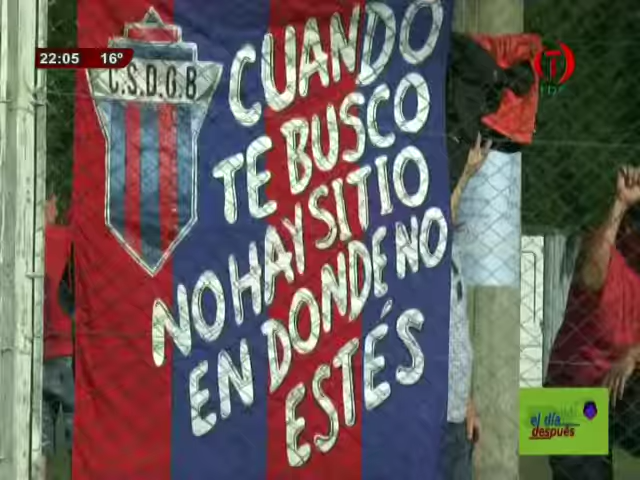 22:05 16°
C.S.D.G.B
CUANDO
TE BUSCO
NO HAY SITIO
EN DONDE NO
ESTÉS
T
el día
después